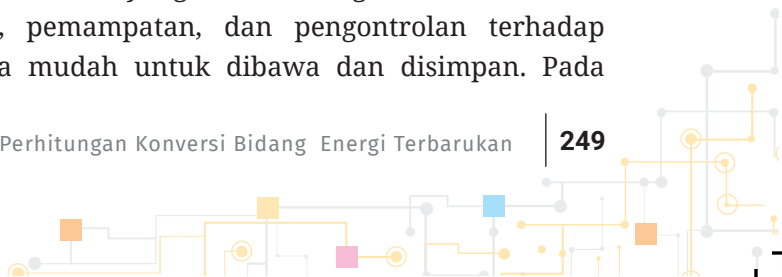 , pemampatan, dan pengontrolan terhadap
a mudah untuk dibawa dan disimpan. Pada
Perhitungan Konversi Bidang Energi Terbarukan 249